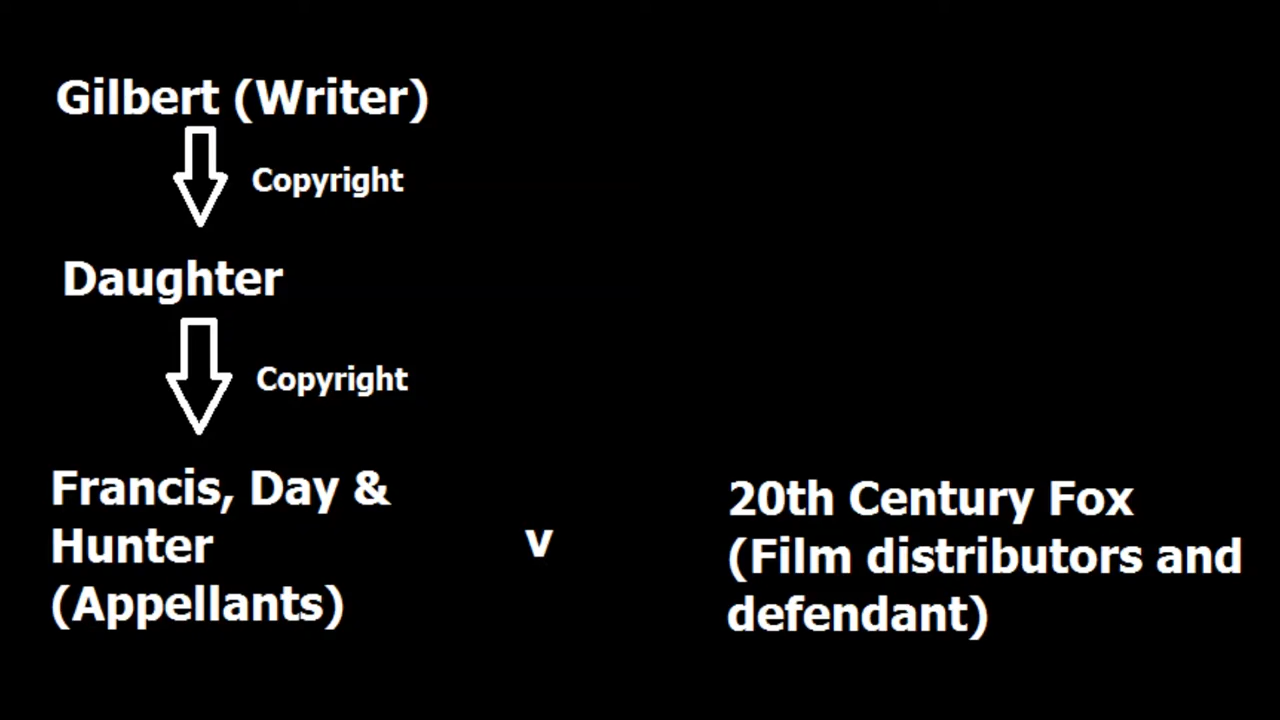 Gilbert (Writer)
Copyright
Daughter
Copyright
Francis, Day &
Hunter
(Appellants)
v
20th Century Fox
(Film distributors and
defendant)